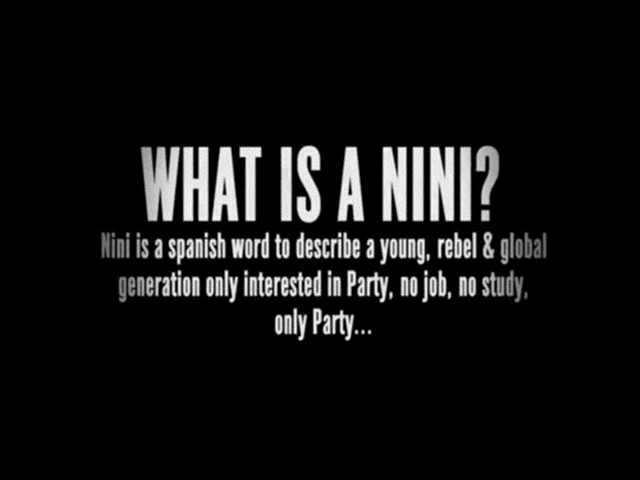 WHAT IS A NINI?
Nini is a spanish word to describe a young, rebel & global
generation only interested in Party, no job, no study,
only Party...